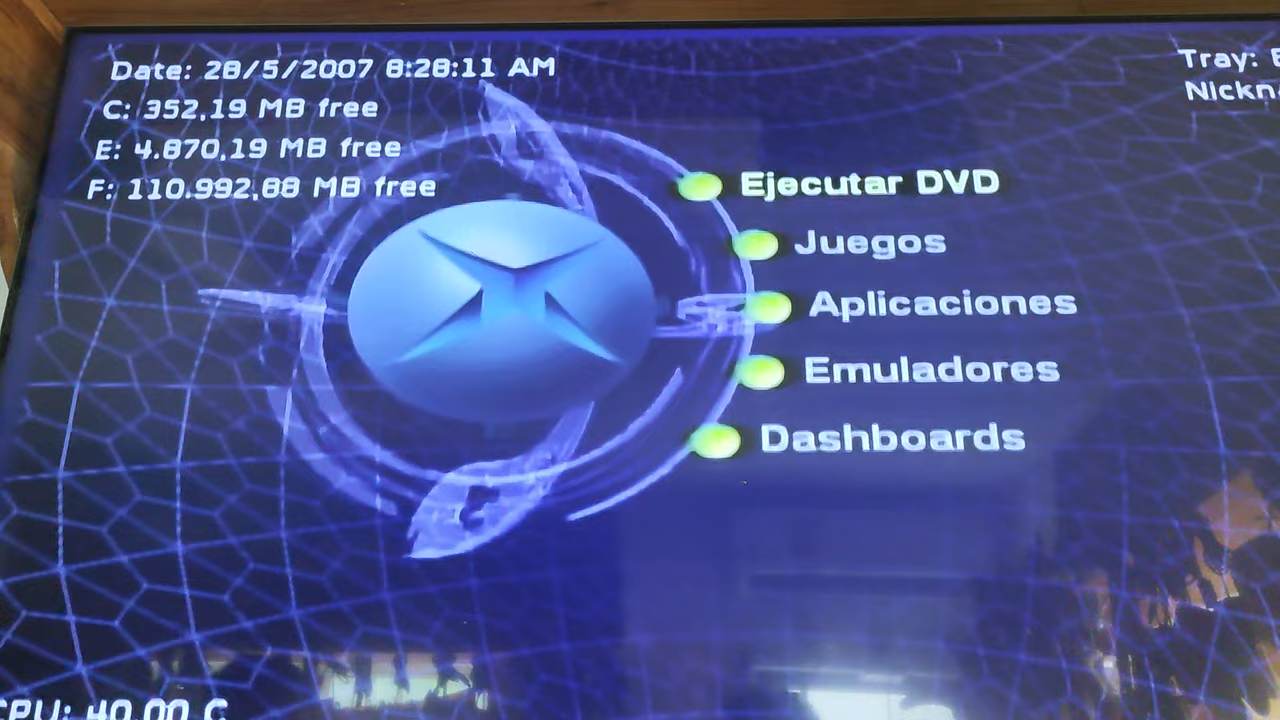 Date: 28/5/2007 8:28:11 AM
C: 352,19 MB free
E: 4.870,19 MB free
F: 110.992,88 MB free
Tray:
Ejecutar DVD
Juegos
Aplicaciones
Emuladores
Dashboards
CPU: 40.00 C